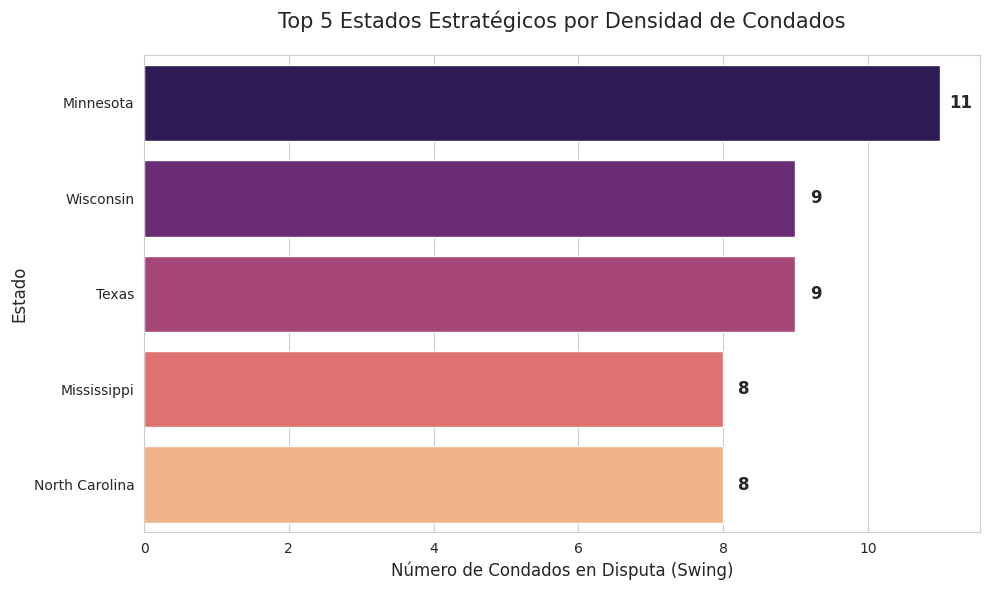 Top 5 Estados Estratégicos por Densidad de Condados
Minnesota
11
Wisconsin
9
Texas
9
Mississippi
8
North Carolina
8
Estado
0 2 4 6 8 10
Número de Condados en Disputa (Swing)